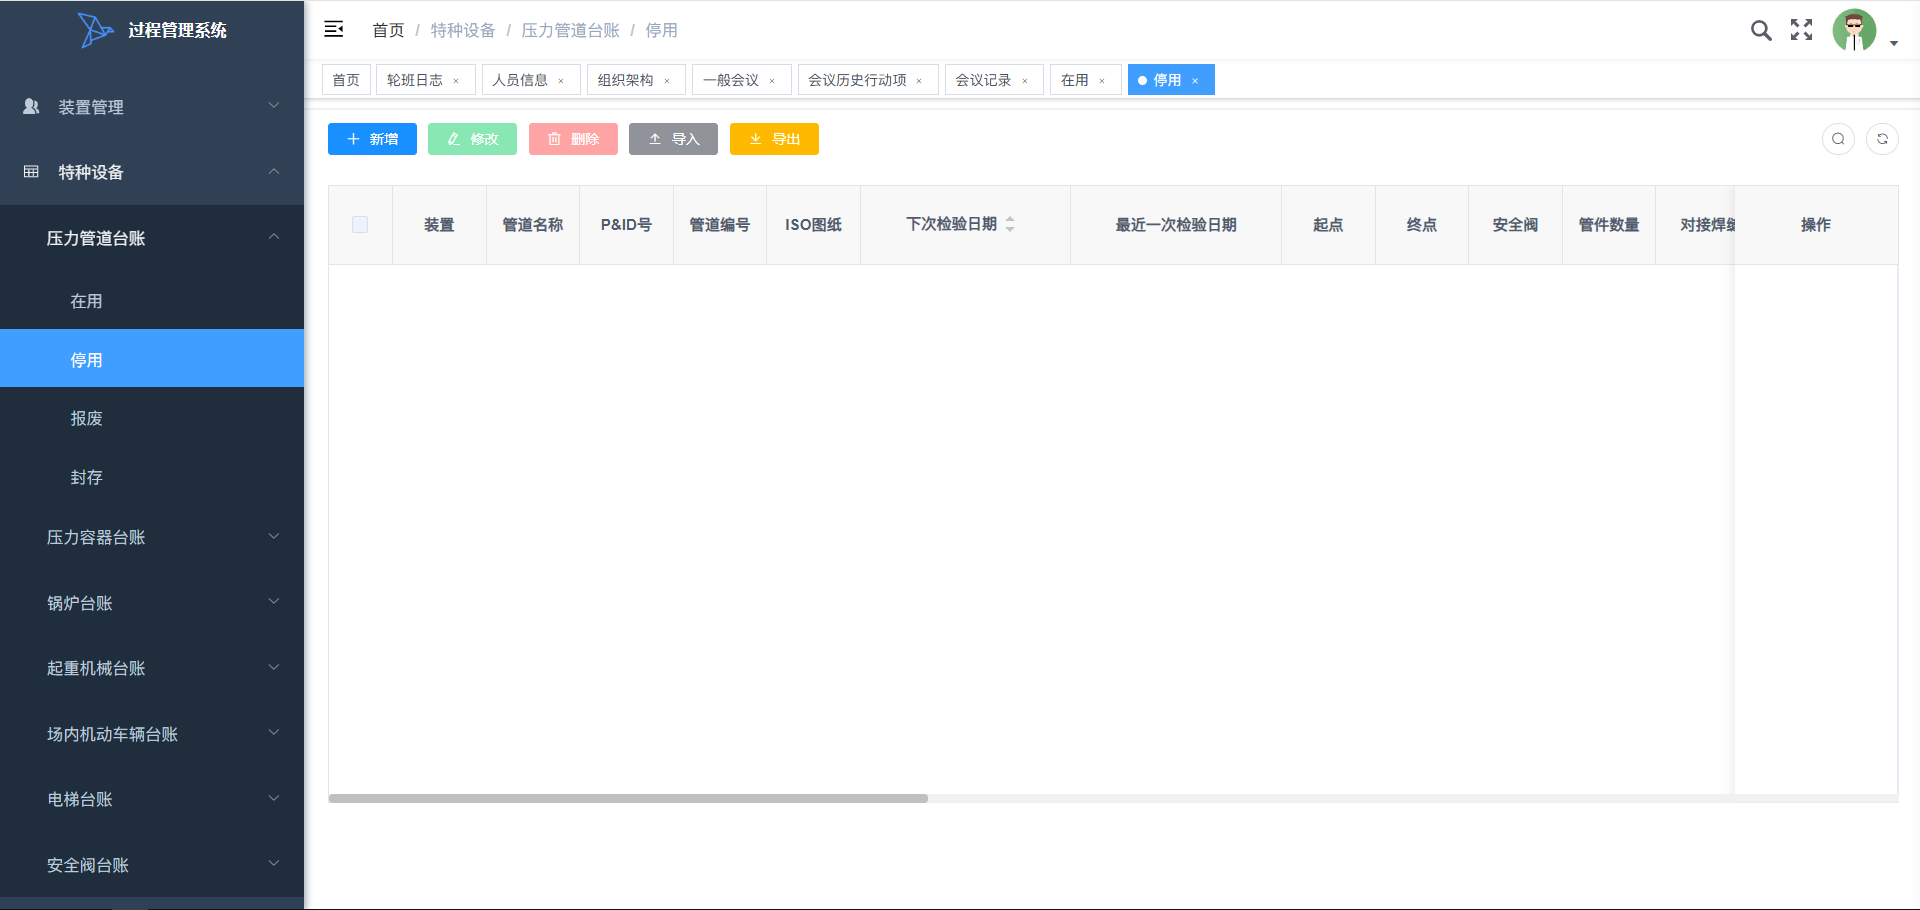 过程管理系统
首页 / 特种设备 / 压力管道台账 / 停用
首页 轮班日志 × 人员信息 × 组织架构 × 一般会议 × 会议历史行动项 × 会议记录 × 在用 × 停用 ×
装置管理
特种设备
压力管道台账
在用
停用
报废
封存
压力容器台账
锅炉台账
起重机械台账
场内机动车辆台账
电梯台账
安全阀台账
新增 修改 删除 导入 导出
装置 管道名称 P&ID号 管道编号 ISO图纸 下次检验日期 最近一次检验日期 起点 终点 安全阀 管件数量 对接焊缝 操作